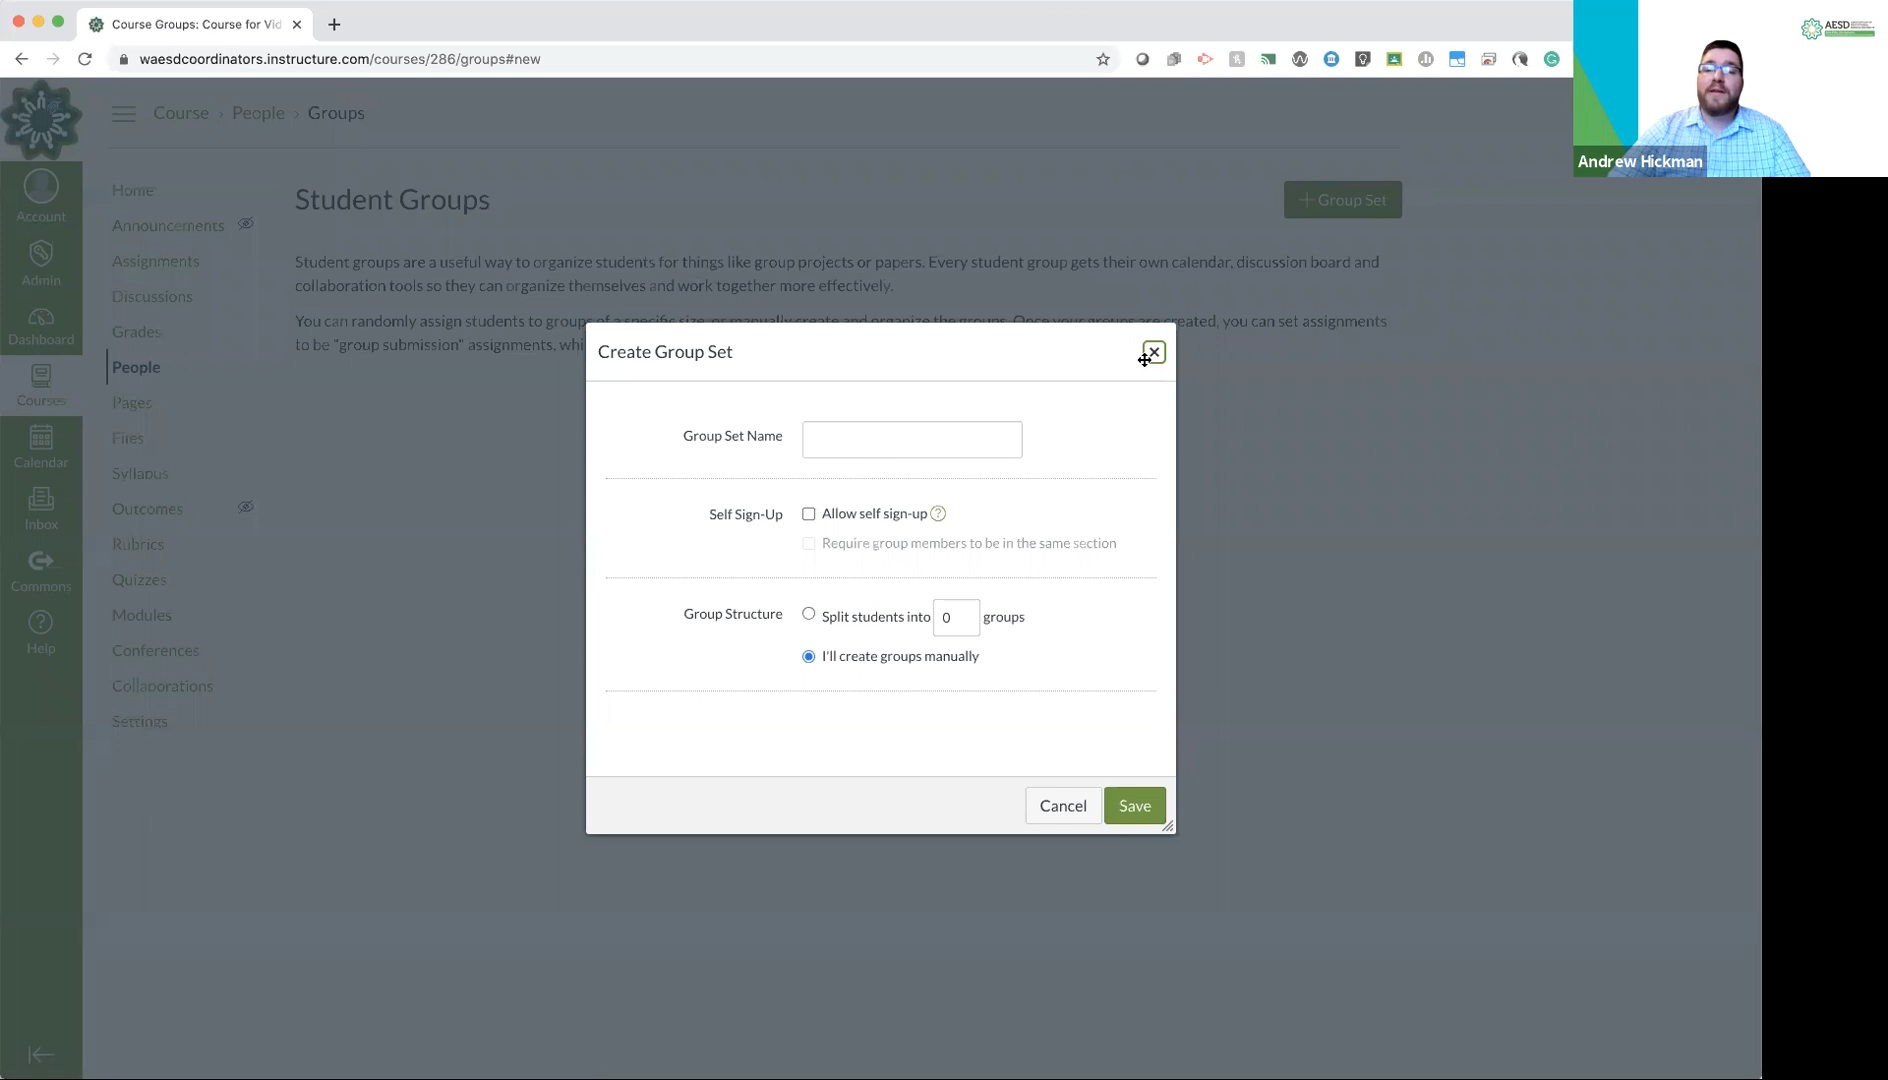 Course Groups: Course for Vid
waesdcoordinators.instructure.com/courses/286/groups#new
AESD
Andrew Hickman
Course › People › Groups
Account
Admin
Dashboard
Courses
Calendar
Inbox
Commons
Help
Home
Announcements
Assignments
Discussions
Grades
People
Pages
Files
Syllabus
Outcomes
Rubrics
Quizzes
Modules
Conferences
Collaborations
Settings
Student Groups
+ Group Set
Student groups are a useful way to organize students for things like group projects or papers. Every student group gets their own calendar, discussion board and
collaboration tools so they can organize themselves and work together more effectively.
You can randomly assign students to groups of a specific size, or manually create and organize the groups. Once your groups are created, you can set assignments
to be "group submission" assignments, whi
Create Group Set
Group Set Name
Self Sign-Up
Allow self sign-up ?
Require group members to be in the same section
Group Structure
Split students into 0 groups
I'll create groups manually
Cancel
Save